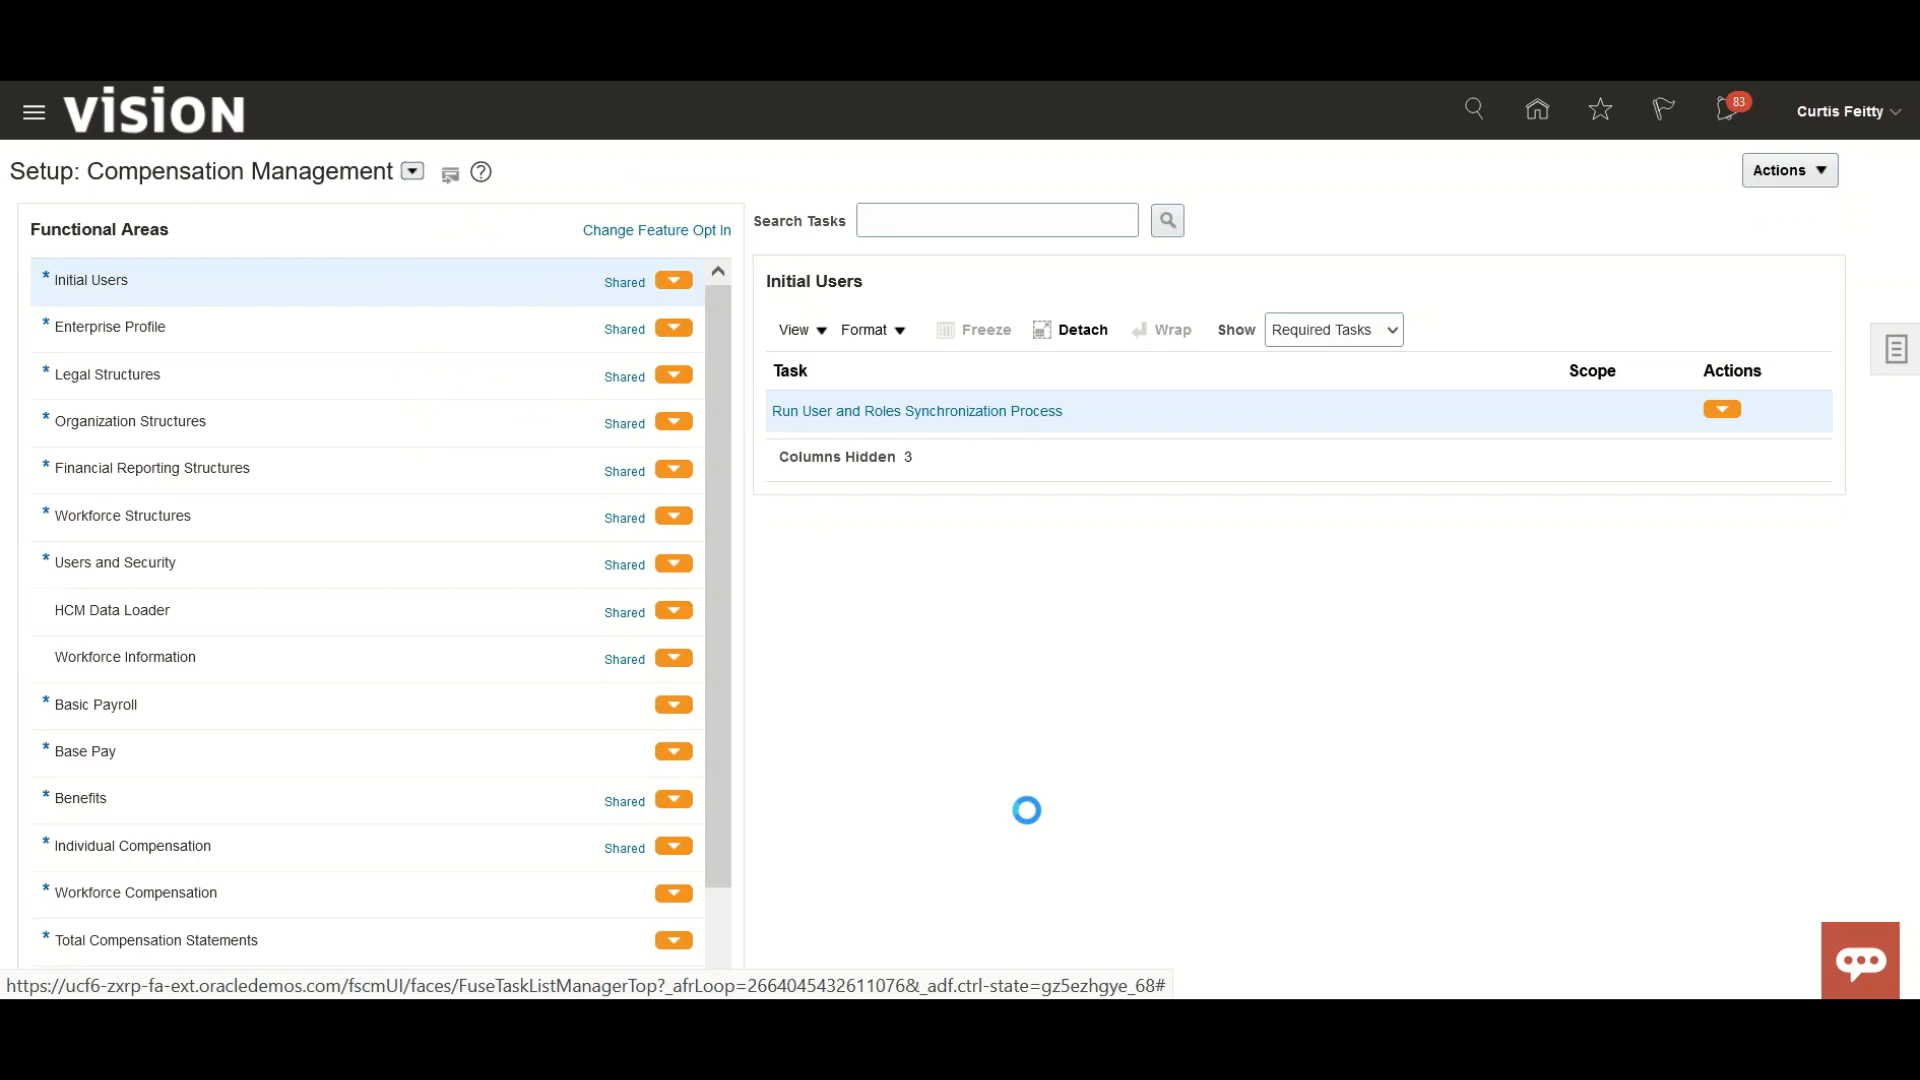 VISION
83
Curtis Feitty
Setup: Compensation Management
Actions
Functional Areas
Change Feature Opt In
* Initial Users Shared
* Enterprise Profile Shared
* Legal Structures Shared
* Organization Structures Shared
* Financial Reporting Structures Shared
* Workforce Structures Shared
* Users and Security Shared
HCM Data Loader Shared
Workforce Information Shared
* Basic Payroll
* Base Pay
* Benefits Shared
* Individual Compensation Shared
* Workforce Compensation
* Total Compensation Statements
Search Tasks
Initial Users
View Format Freeze Detach Wrap Show Required Tasks
Task Scope Actions
Run User and Roles Synchronization Process
Columns Hidden 3
https://ucf6-zxrp-fa-ext.oracledemos.com/fscmUI/faces/FuseTaskListManagerTop?_afrLoop=26640454326110​76&_adf.ctrl-state=gz5ezhgye_68#